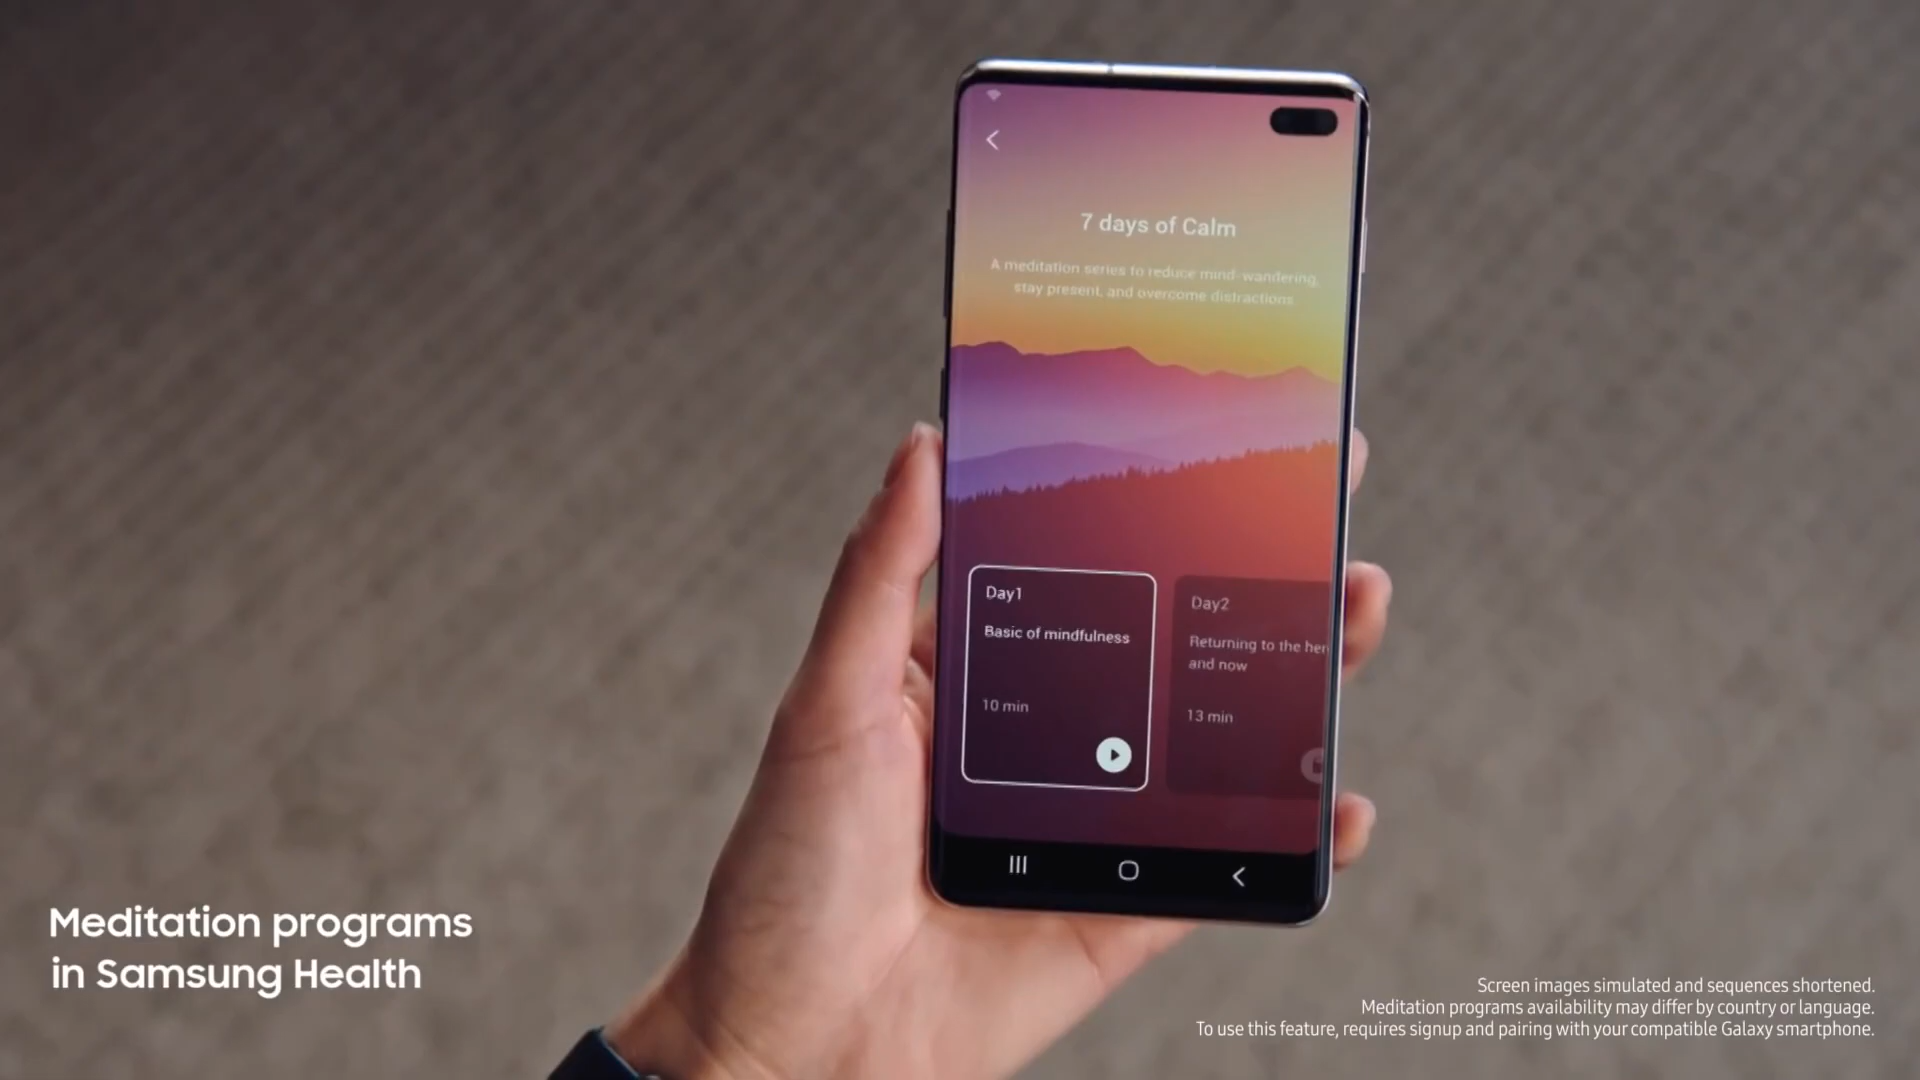 7 days of Calm
A meditation series to reduce mind-wandering,
stay present, and overcome distractions
Day1
Basic of mindfulness
10 min
Day2
Returning to the her
and now
13 min
Meditation programs
in Samsung Health
Screen images simulated and sequences shortened.
Meditation programs availability may differ by country or language.
To use this feature, requires signup and pairing with your compatible Galaxy smartphone.